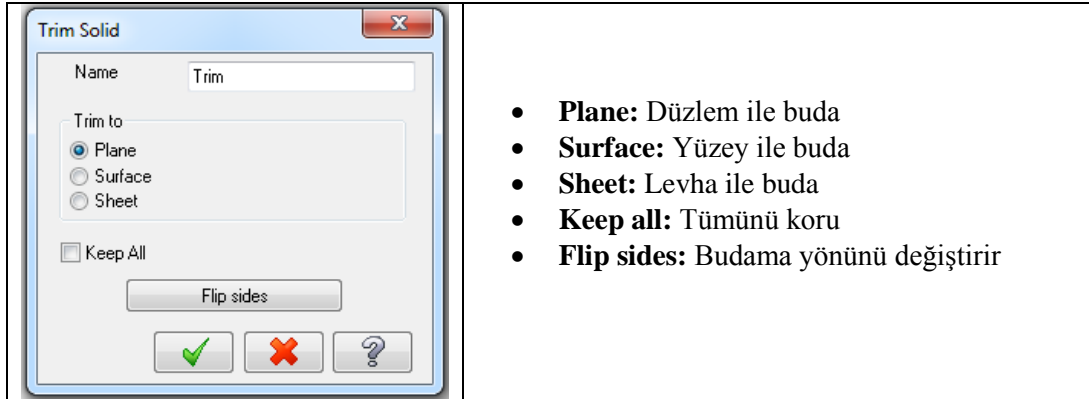 Trim Solid
Name Trim
Trim to
Plane
Surface
Sheet
Keep All
Flip sides
• Plane: Düzlem ile buda
• Surface: Yüzey ile buda
• Sheet: Levha ile buda
• Keep all: Tümünü koru
• Flip sides: Budama yönünü değiştirir